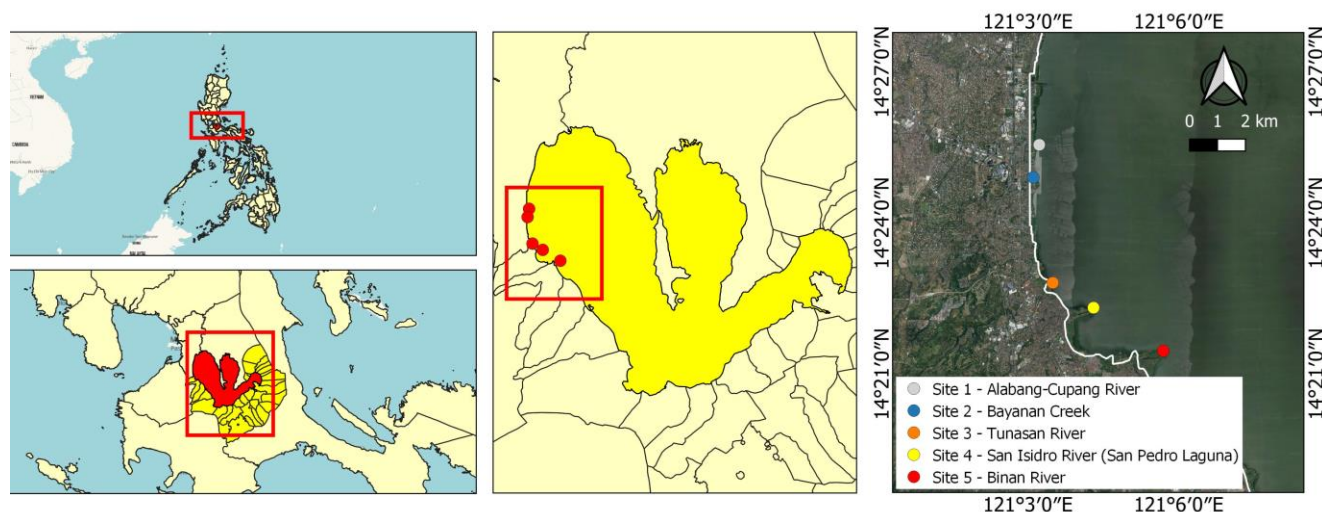 VIETNAM
CAMBODIA
121°3′0″E 121°6′0″E
14°27′0″N 14°27′0″N
0 1 2 km
14°24′0″N 14°24′0″N
14°21′0″N 14°21′0″N
Site 1 - Alabang-Cupang River
Site 2 - Bayanan Creek
Site 3 - Tunasan River
Site 4 - San Isidro River (San Pedro Laguna)
Site 5 - Binan River
121°3′0″E 121°6′0″E